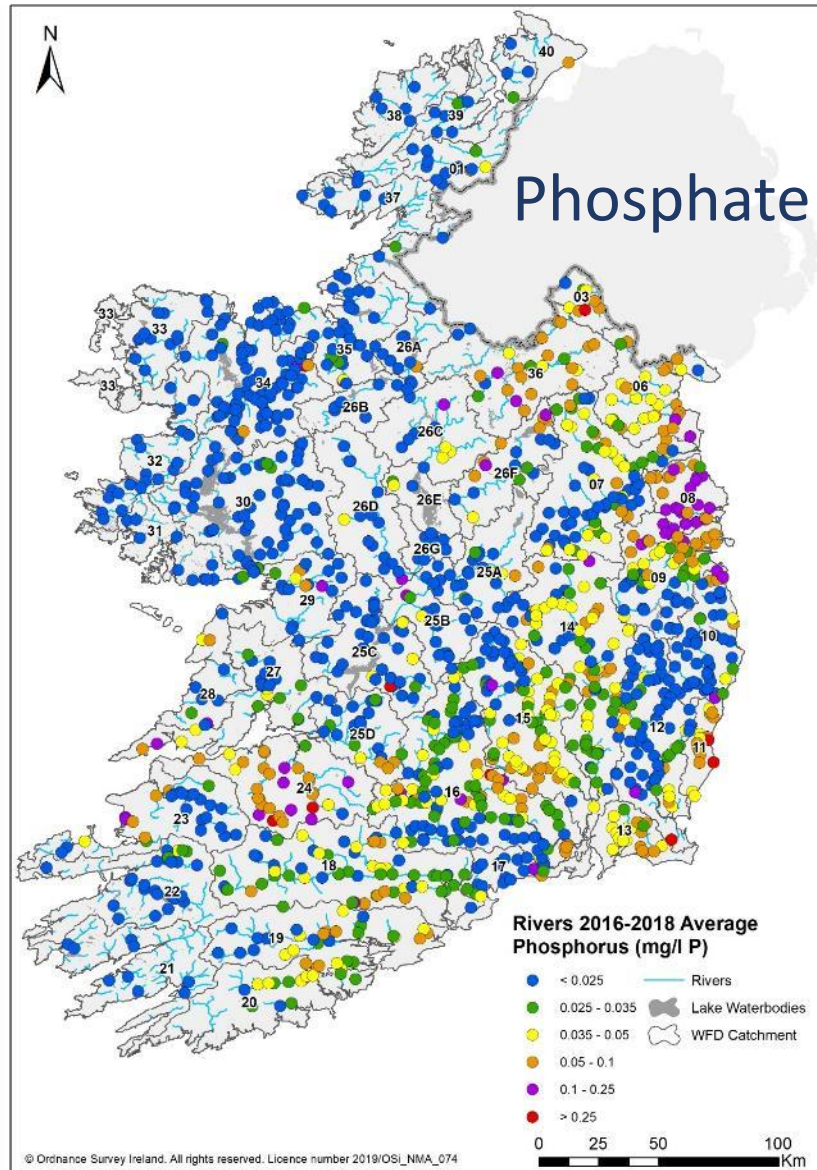 N
40
38
39
01
37
Phosphate
03
33
33
33
35
26A
36
06
34
26B
26C
32
26F
07
08
30
26D
26E
31
26G
25A
09
29
25B
14
10
25C
27
28
15
12
25D
11
24
16
23
13
18
17
22
19
21
20
Rivers 2016-2018 Average
Phosphorus (mg/l P)
< 0.025
Rivers
0.025 - 0.035
Lake Waterbodies
0.035 - 0.05
WFD Catchment
0.05 - 0.1
0.1 - 0.25
> 0.25
0 25 50 100
Km
© Ordnance Survey Ireland. All rights reserved. Licence number 2019/OSi_NMA_074